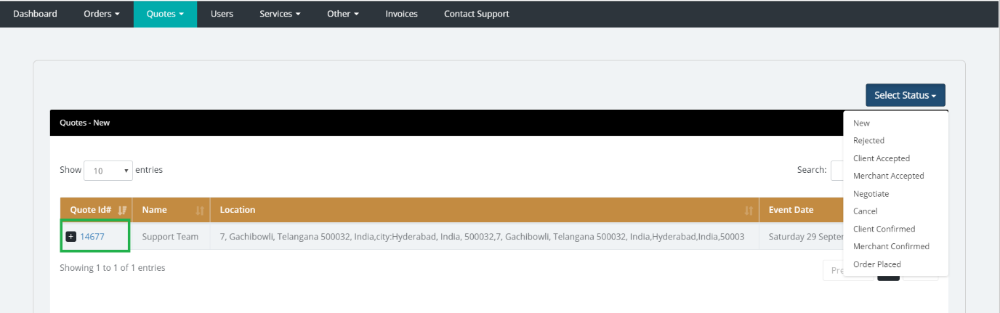 Dashboard Orders Quotes Users Services Other Invoices Contact Support
Select Status
Quotes - New
New
Rejected
Client Accepted
Merchant Accepted
Negotiate
Cancel
Client Confirmed
Merchant Confirmed
Order Placed
Show 10 entries
Search:
Quote Id# Name Location Event Date
+ 14677 Support Team 7, Gachibowli, Telangana 500032, India,city:Hyderabad, India, 500032,7, Gachibowli, Telangana 500032, India,Hyderabad,India,50003 Saturday 29 Septer
Showing 1 to 1 of 1 entries
Pre